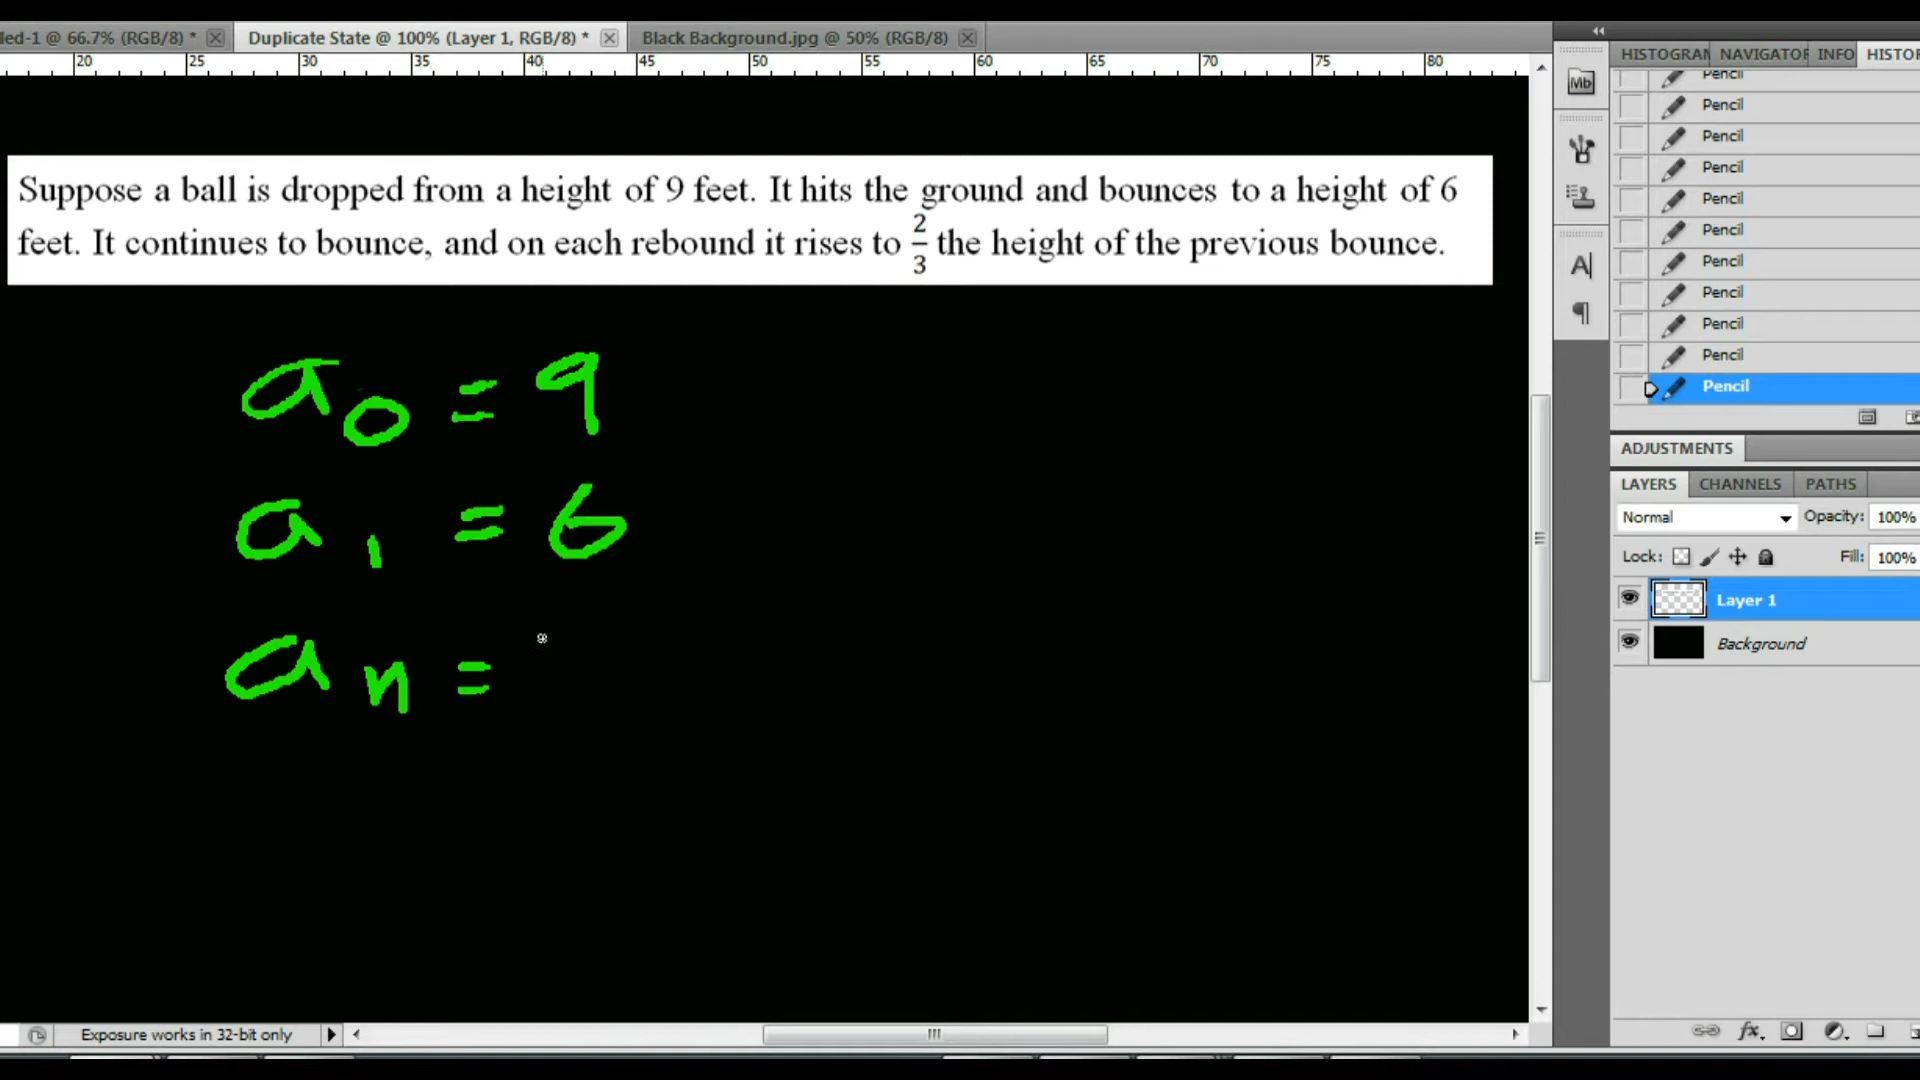 led-1 @ 66.7% (RGB/8) * Duplicate State @ 100% (Layer 1, RGB/8) * Black Background.jpg @ 50% (RGB/8)
20 25 30 35 40 45 50 55 60 65 70 75 80
Suppose a ball is dropped from a height of 9 feet. It hits the ground and bounces to a height of 6
feet. It continues to bounce, and on each rebound it rises to 2/3 the height of the previous bounce.
a₀ = 9
a₁ = 6
aₙ =
Exposure works in 32-bit only
Mb
A|
¶
HISTOGRAM NAVIGATOR INFO HISTO
Pencil
Pencil
Pencil
Pencil
Pencil
Pencil
Pencil
Pencil
Pencil
Pencil
Pencil
ADJUSTMENTS
LAYERS CHANNELS PATHS
Normal Opacity: 100%
Lock: Fill: 100%
Layer 1
Background
fx